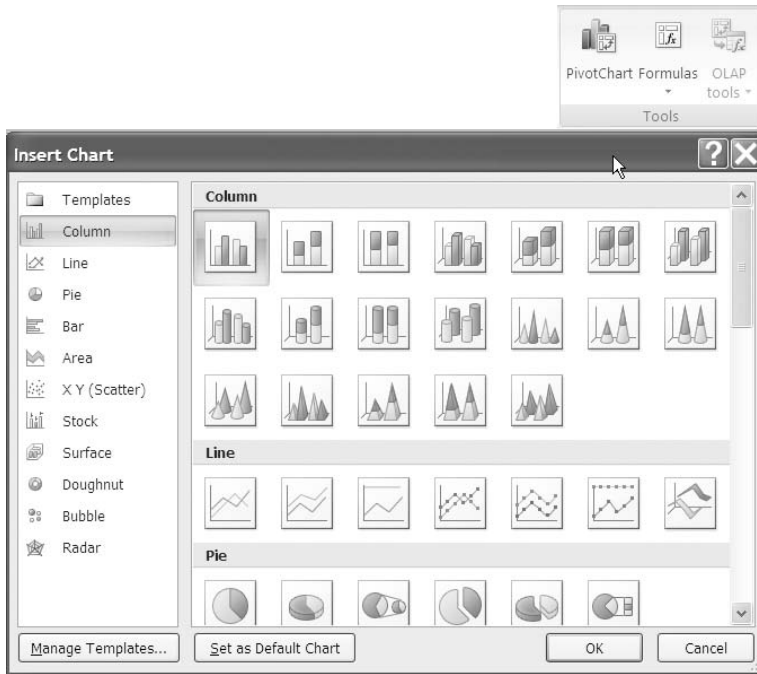 PivotChart Formulas OLAP
tools
Tools
Insert Chart
Templates
Column
Line
Pie
Bar
Area
X Y (Scatter)
Stock
Surface
Doughnut
Bubble
Radar
Column
Line
Pie
Manage Templates... Set as Default Chart OK Cancel